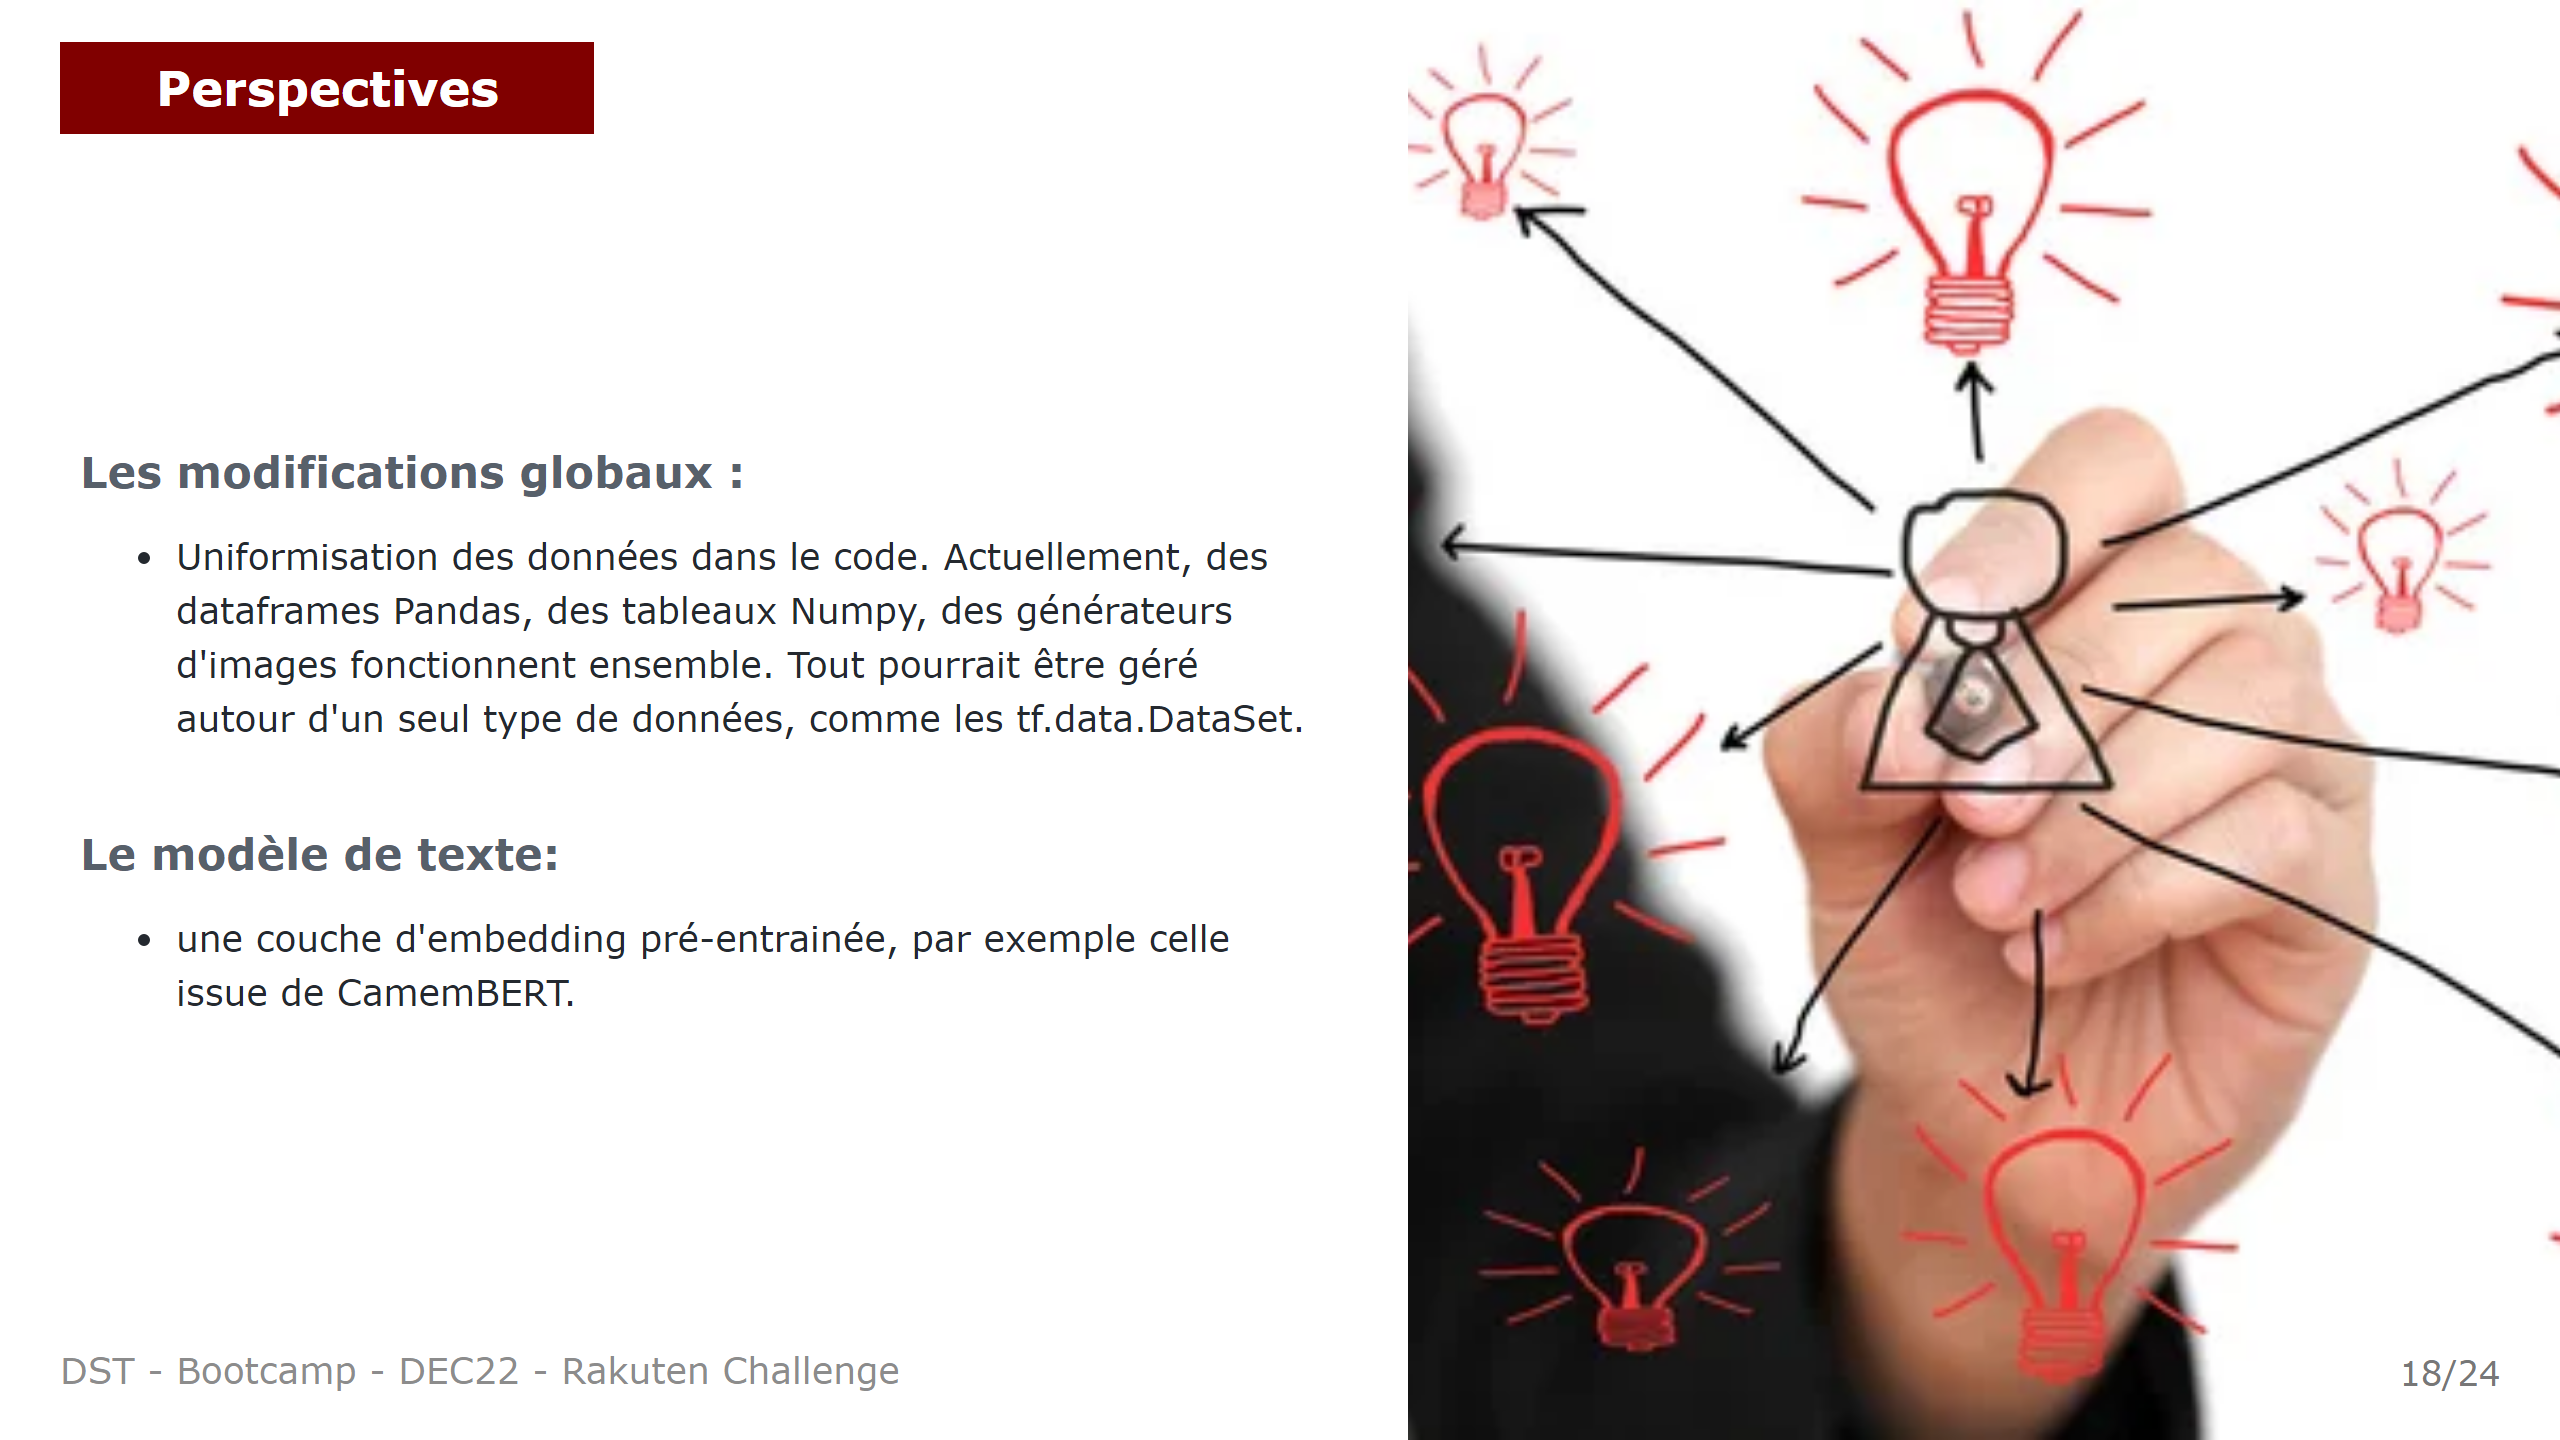 Perspectives
Les modifications globaux :
• Uniformisation des données dans le code. Actuellement, des
dataframes Pandas, des tableaux Numpy, des générateurs
d'images fonctionnent ensemble. Tout pourrait être géré
autour d'un seul type de données, comme les tf.data.DataSet.
Le modèle de texte:
• une couche d'embedding pré-entrainée, par exemple celle
issue de CamemBERT.
DST - Bootcamp - DEC22 - Rakuten Challenge
18/24